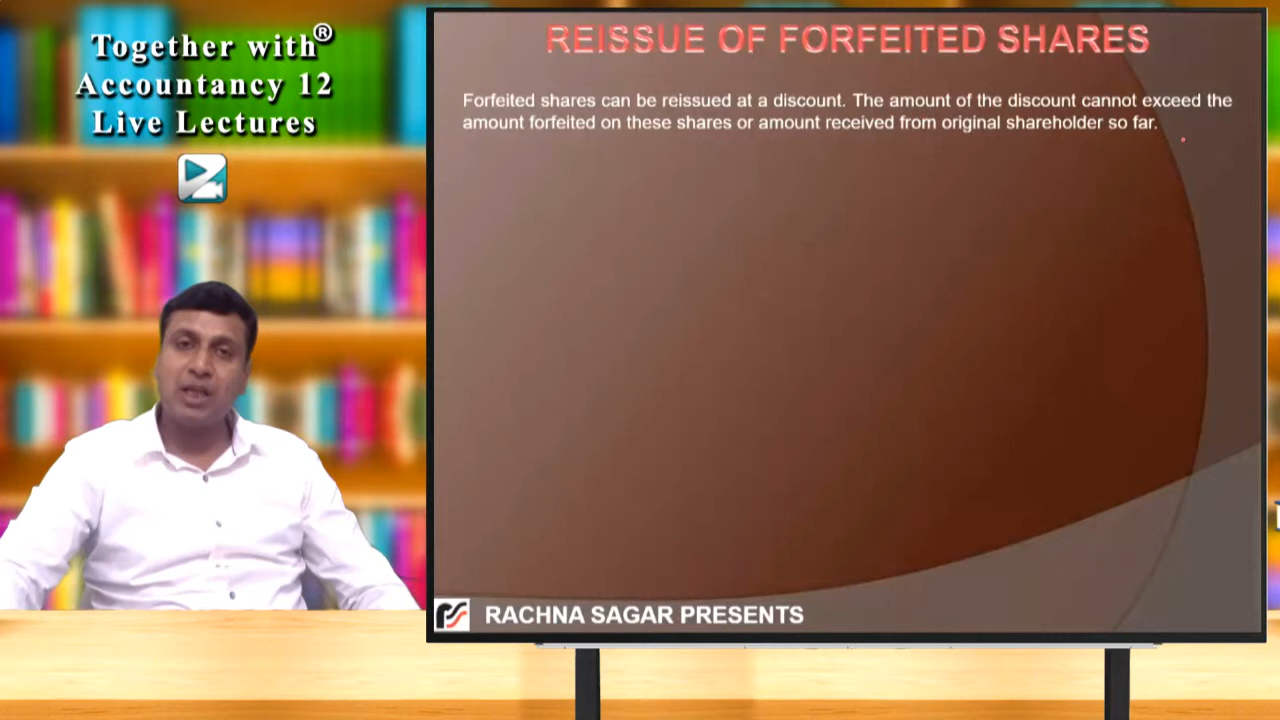 Together with®
Accountancy 12
Live Lectures
REISSUE OF FORFEITED SHARES
Forfeited shares can be reissued at a discount. The amount of the discount cannot exceed the
amount forfeited on these shares or amount received from original shareholder so far.
RACHNA SAGAR PRESENTS